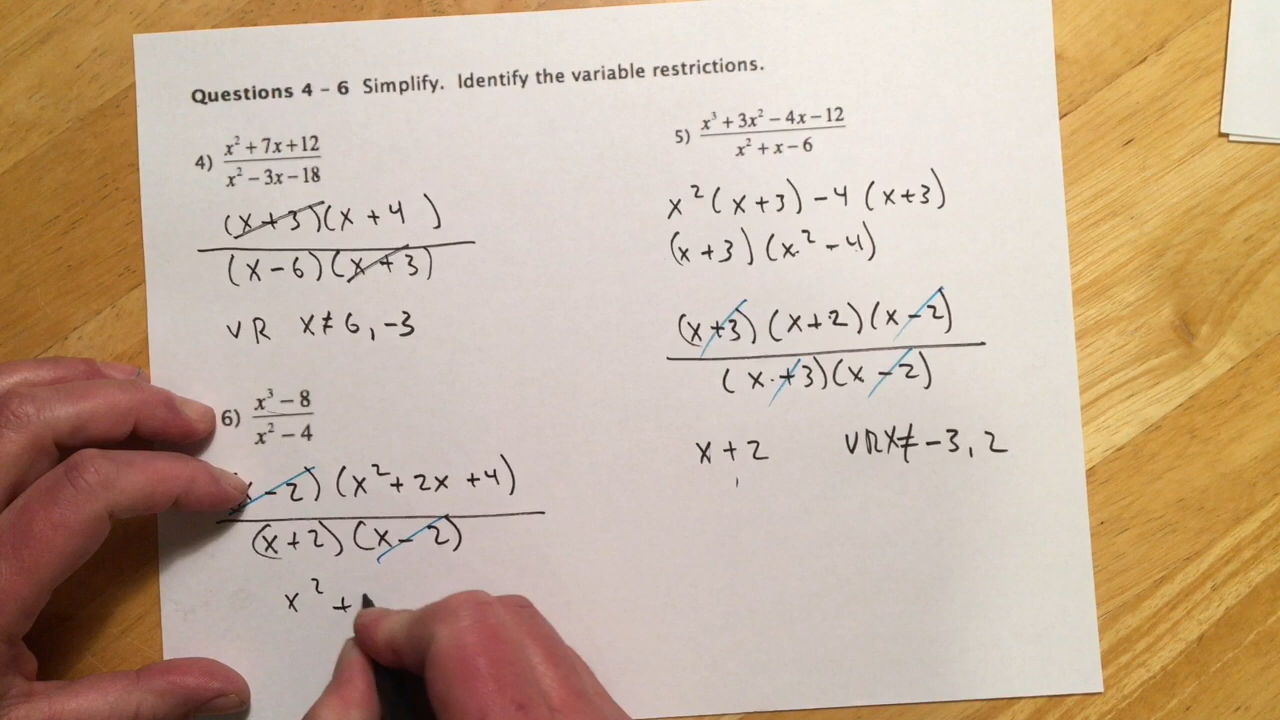 Questions 4 – 6 Simplify. Identify the variable restrictions.
4) x² + 7x + 12
x² – 3x – 18
(x + 3)(x + 4 )
(x – 6)(x + 3)
VR x ≠ 6, –3
6) x³ – 8
x² – 4
x – 2)(x² + 2x + 4)
(x + 2)(x – 2)
x² +
5) x³ + 3x² – 4x – 12
x² + x – 6
x²(x + 3) – 4(x + 3)
(x + 3)(x² – 4)
(x + 3)(x + 2)(x – 2)
(x + 3)(x – 2)
x + 2 VR x ≠ –3, 2